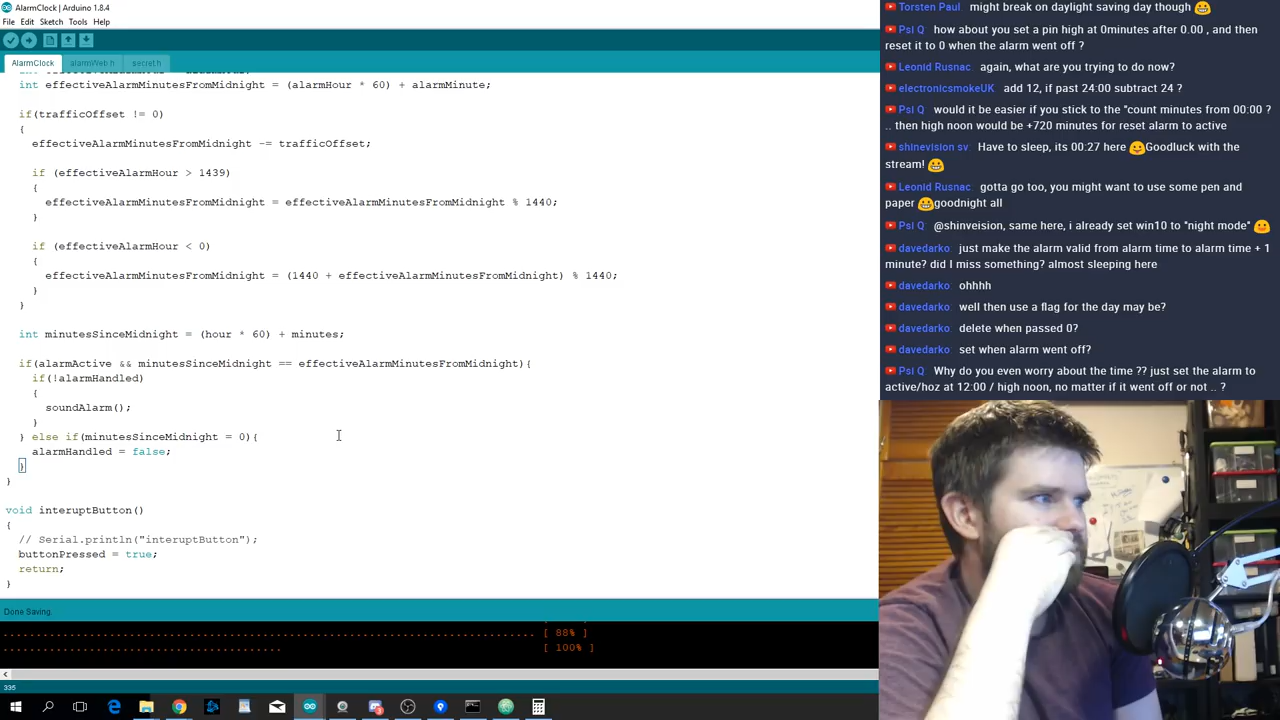 AlarmClock | Arduino 1.8.4
File Edit Sketch Tools Help
AlarmClock alarmWeb.h secret.h
int effectiveAlarmMinutesFromMidnight = (alarmHour * 60) + alarmMinute;
if(trafficOffset != 0)
{
effectiveAlarmMinutesFromMidnight -= trafficOffset;
if (effectiveAlarmHour > 1439)
{
effectiveAlarmMinutesFromMidnight = effectiveAlarmMinutesFromMidnight % 1440;
}
if (effectiveAlarmHour < 0)
{
effectiveAlarmMinutesFromMidnight = (1440 + effectiveAlarmMinutesFromMidnight) % 1440;
}
}
int minutesSinceMidnight = (hour * 60) + minutes;
if(alarmActive && minutesSinceMidnight == effectiveAlarmMinutesFromMidnight){
if(!alarmHandled)
{
soundAlarm();
}
} else if(minutesSinceMidnight = 0){
alarmHandled = false;
}
}
void interuptButton()
{
// Serial.println("interuptButton");
buttonPressed = true;
return;
}
Done Saving.
................................................................................ [ 88% ]
.......................................... [ 100% ]
335
Torsten Paul might break on daylight saving day though
Psi Q how about you set a pin high at 0minutes after 0.00 , and then
reset it to 0 when the alarm went off ?
Leonid Rusnac again, what are you trying to do now?
electronicsmokeUK add 12, if past 24:00 subtract 24 ?
Psi Q would it be easier if you stick to the "count minutes from 00:00 ?
.. then high noon would be +720 minutes for reset alarm to active
shinevision sv Have to sleep, its 00:27 here Goodluck with the
stream!
Leonid Rusnac gotta go too, you might want to use some pen and
paper goodnight all
Psi Q @shinvision, same here, i already set win10 to "night mode"
davedarko just make the alarm valid from alarm time to alarm time + 1
minute? did I miss something? almost sleeping here
davedarko ohhhh
davedarko well then use a flag for the day may be?
davedarko delete when passed 0?
davedarko set when alarm went off?
Psi Q Why do you even worry about the time ?? just set the alarm to
active/hoz at 12:00 / high noon, no matter if it went off or not .. ?